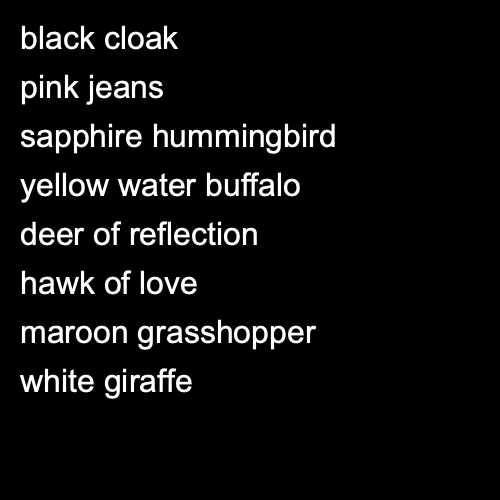 black cloak
pink jeans
sapphire hummingbird
yellow water buffalo
deer of reflection
hawk of love
maroon grasshopper
white giraffe